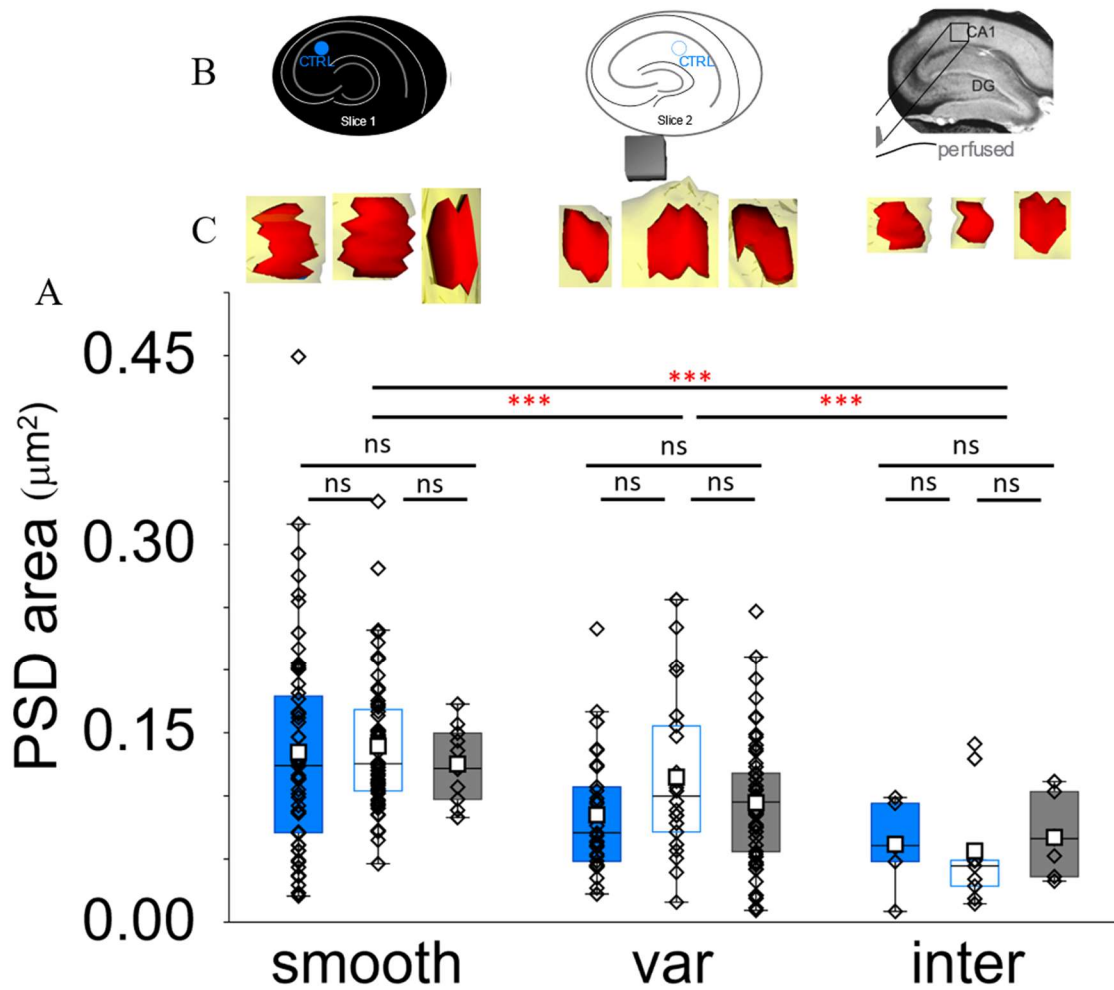 B
CTRL
Slice 1
CTRL
Slice 2
CA1
DG
perfused
C
A
PSD area (μm²)
0.45
0.30
0.15
0.00
***
*** ***
ns ns ns
ns ns ns ns ns ns
smooth var inter